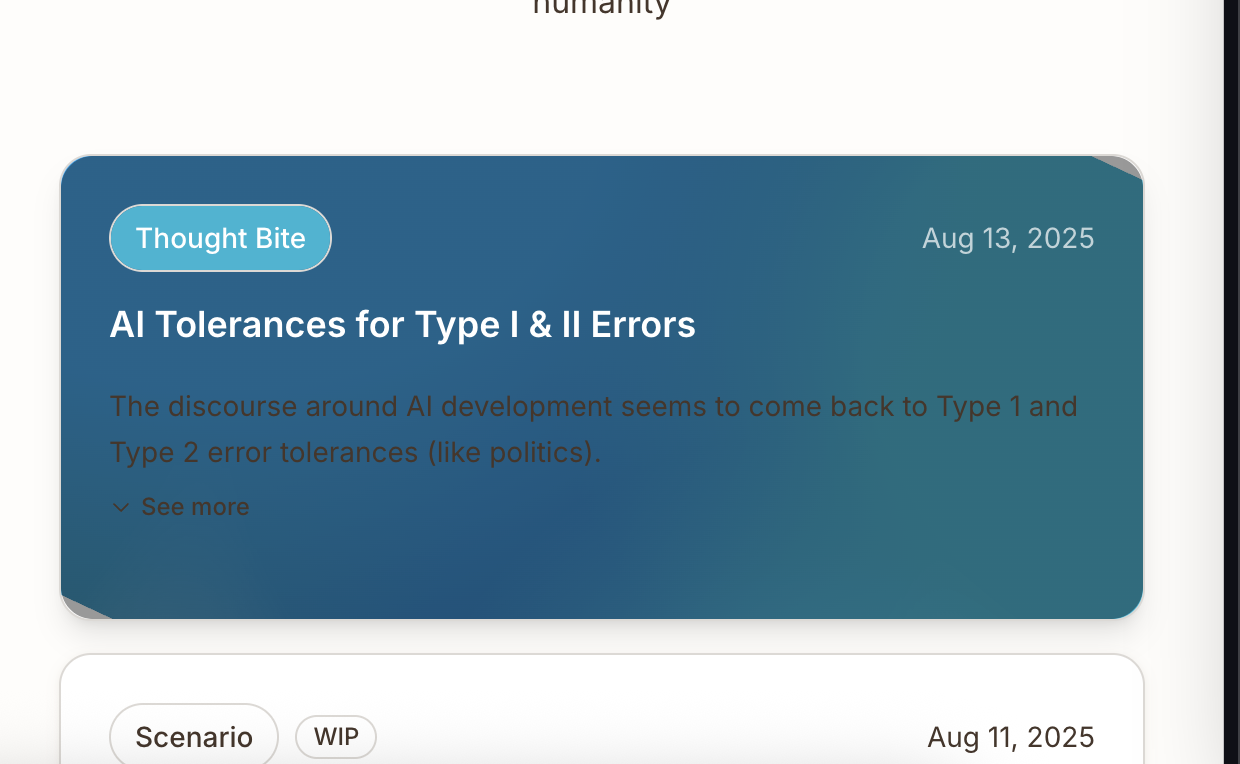 humanity
Thought Bite
Aug 13, 2025
AI Tolerances for Type I & II Errors
The discourse around AI development seems to come back to Type 1 and
Type 2 error tolerances (like politics).
See more
Scenario
WIP
Aug 11, 2025